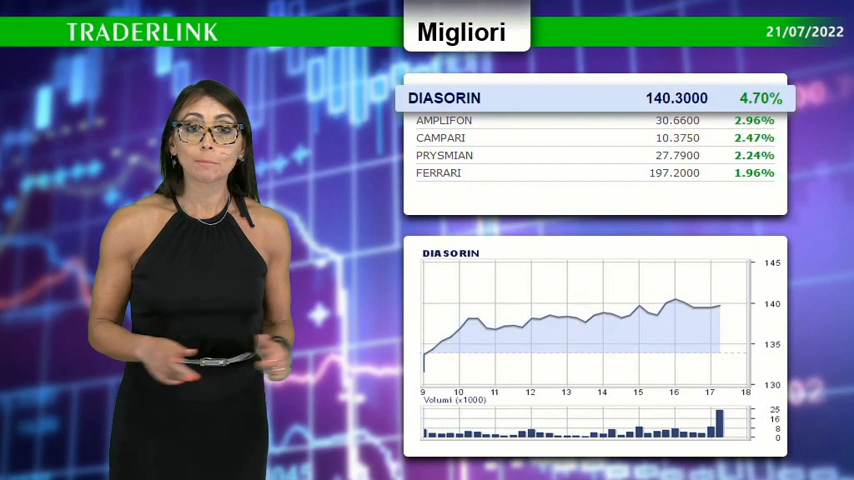 TRADERLINK
Migliori
21/07/2022
DIASORIN 140.3000 4.70%
AMPLIFON 30.6600 2.96%
CAMPARI 10.3750 2.47%
PRYSMIAN 27.7900 2.24%
FERRARI 197.2000 1.96%
DIASORIN
145
140
135
130
9 10 11 12 13 14 15 16 17 18
Volumi (x1000)
25
16
8
0